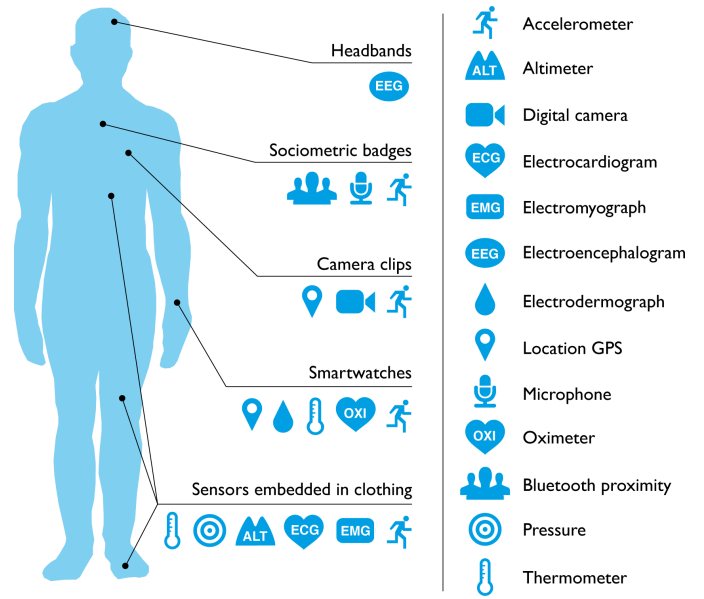 Headbands
EEG
Sociometric badges
Camera clips
Smartwatches
OXI
Sensors embedded in clothing
ALT
ECG
EMG
Accelerometer
ALT
Altimeter
Digital camera
ECG
Electrocardiogram
EMG
Electromyograph
EEG
Electroencephalogram
Electrodermograph
Location GPS
Microphone
OXI
Oximeter
Bluetooth proximity
Pressure
Thermometer